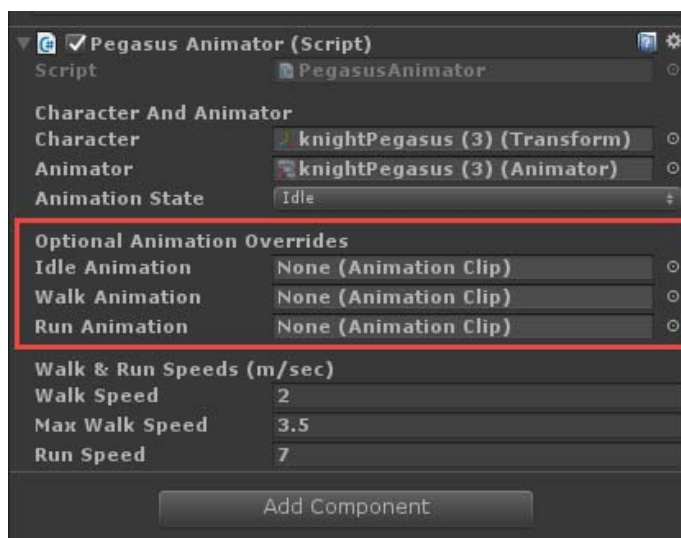 Pegasus Animator (Script)
Script PegasusAnimator
Character And Animator
Character knightPegasus (3) (Transform)
Animator knightPegasus (3) (Animator)
Animation State Idle
Optional Animation Overrides
Idle Animation None (Animation Clip)
Walk Animation None (Animation Clip)
Run Animation None (Animation Clip)
Walk & Run Speeds (m/sec)
Walk Speed 2
Max Walk Speed 3.5
Run Speed 7
Add Component